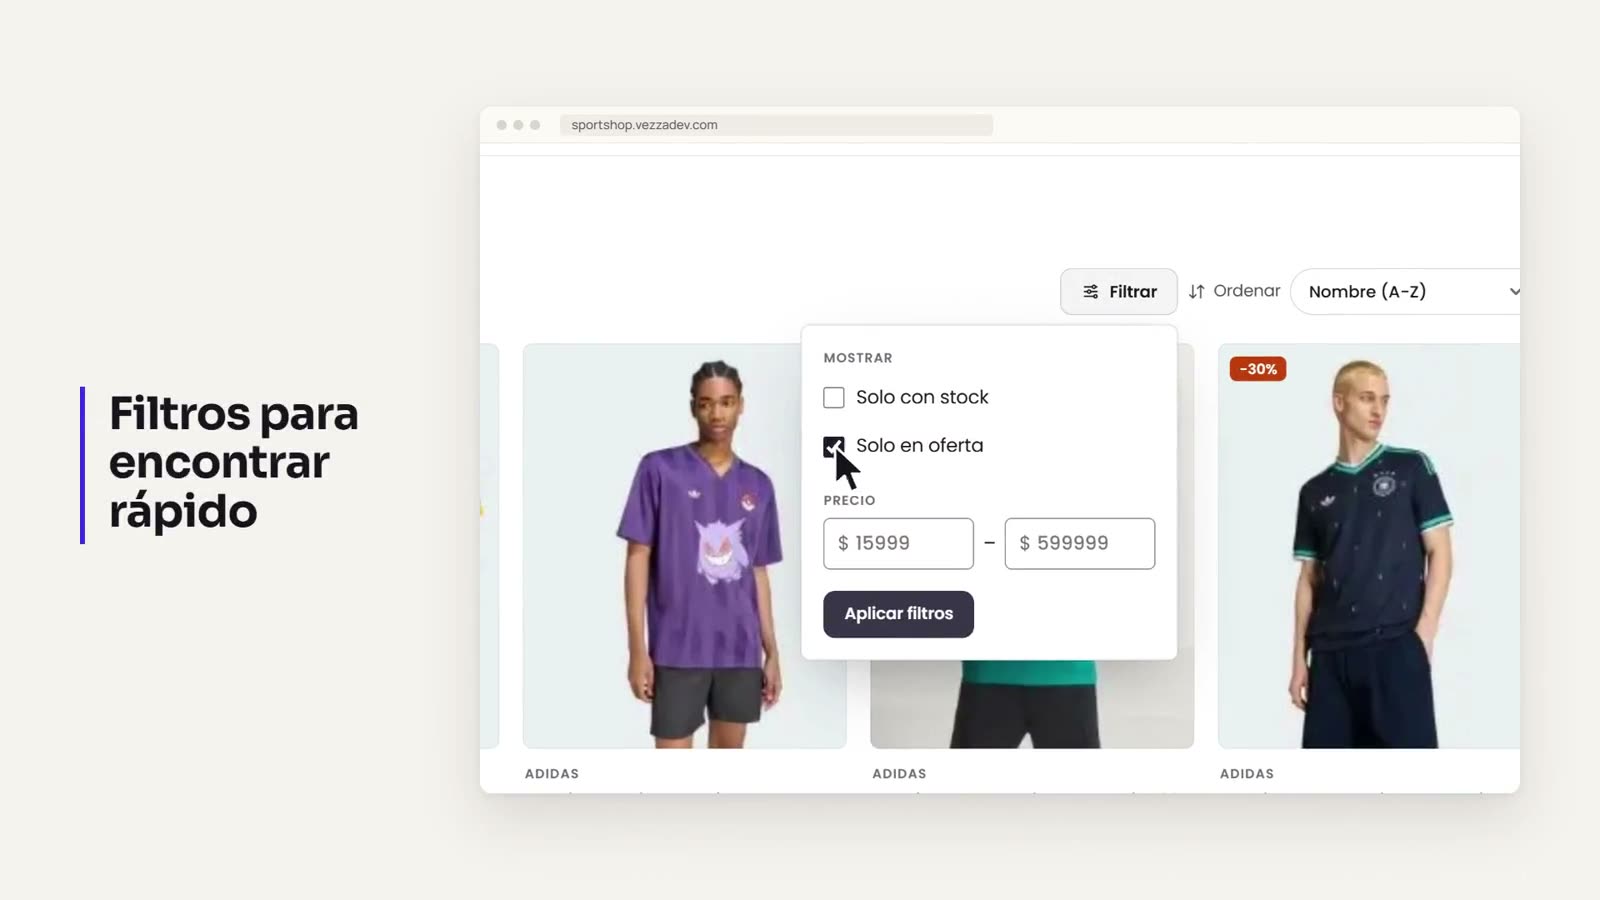 sportshop.vezzadev.com
Filtrar
Ordenar
Nombre (A-Z)
MOSTRAR
Solo con stock
Solo en oferta
PRECIO
$ 15999 – $ 599999
Aplicar filtros
-30%
Filtros para
encontrar
rápido
ADIDAS
ADIDAS
ADIDAS